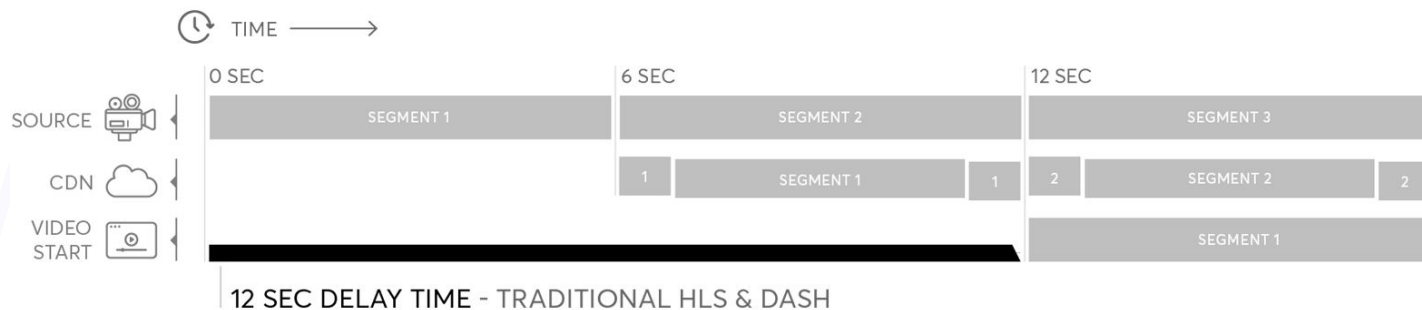 TIME
0 SEC
6 SEC
12 SEC
SOURCE
SEGMENT 1
SEGMENT 2
SEGMENT 3
CDN
1
SEGMENT 1
1
2
SEGMENT 2
2
VIDEO
START
SEGMENT 1
12 SEC DELAY TIME - TRADITIONAL HLS & DASH